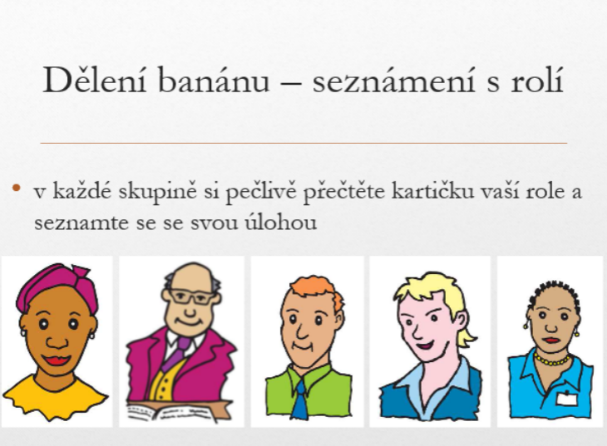 Dělení banánu – seznámení s rolí
• v každé skupině si pečlivě přečtěte kartičku vaší role a
seznamte se se svou úlohou